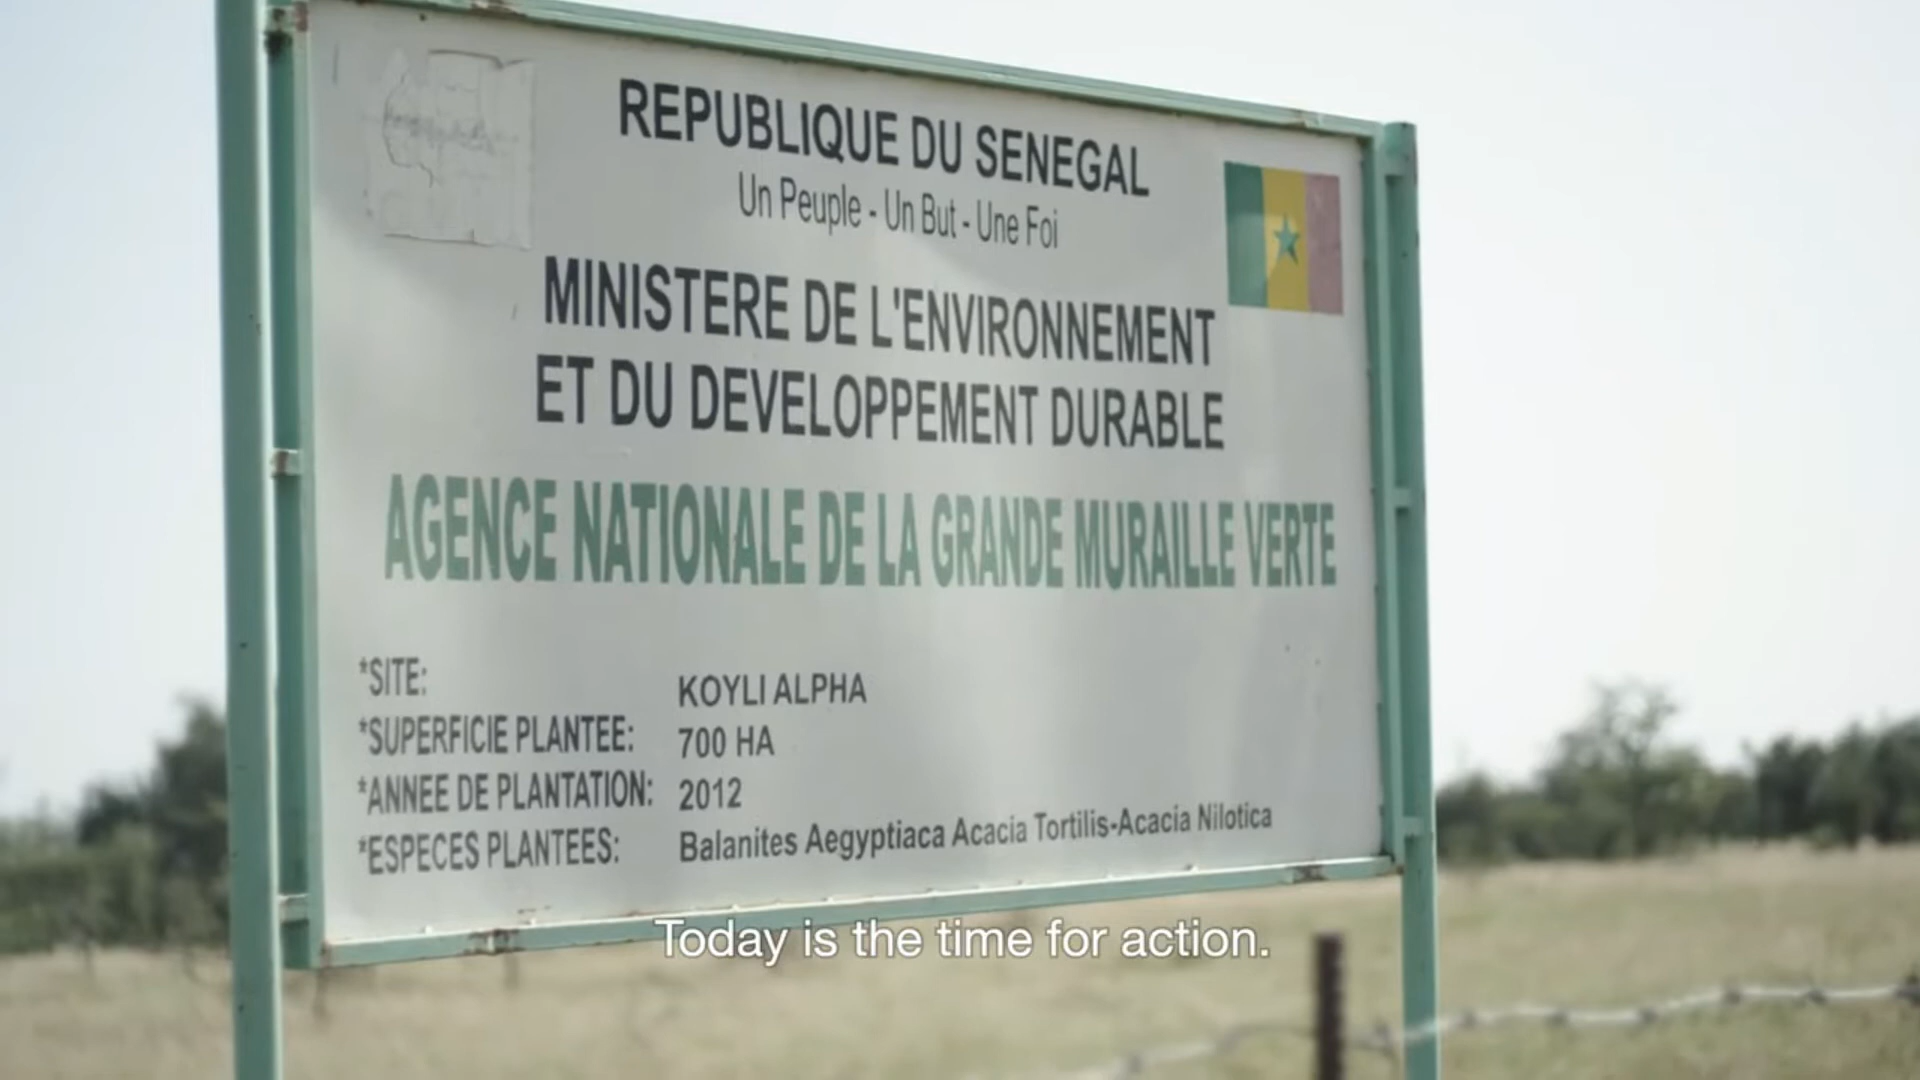 REPUBLIQUE DU SENEGAL
Un Peuple - Un But - Une Foi
MINISTERE DE L'ENVIRONNEMENT
ET DU DEVELOPPEMENT DURABLE
AGENCE NATIONALE DE LA GRANDE MURAILLE VERTE
*SITE: KOYLI ALPHA
*SUPERFICIE PLANTEE: 700 HA
*ANNEE DE PLANTATION: 2012
*ESPECES PLANTEES: Balanites Aegyptiaca Acacia Tortilis-Acacia Nilotica
Today is the time for action.